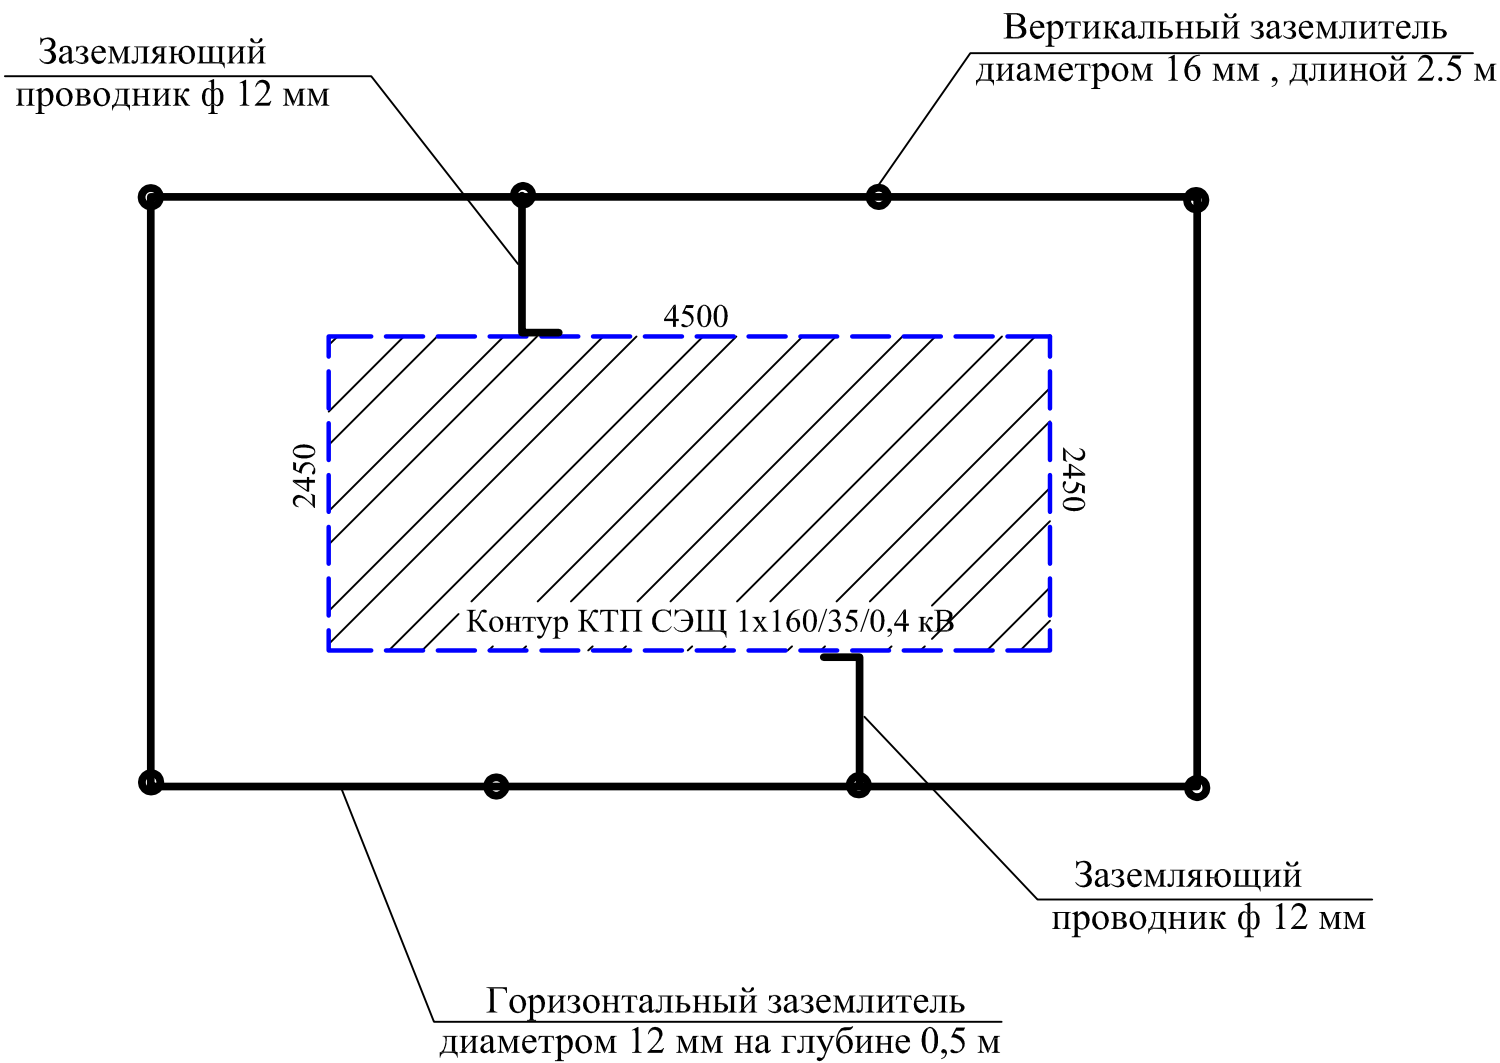 Заземляющий
проводник ф 12 мм
Вертикальный заземлитель
диаметром 16 мм , длиной 2.5 м
4500
2450
2450
Контур КТП СЭЩ 1х160/35/0,4 кВ
Заземляющий
проводник ф 12 мм
Горизонтальный заземлитель
диаметром 12 мм на глубине 0,5 м